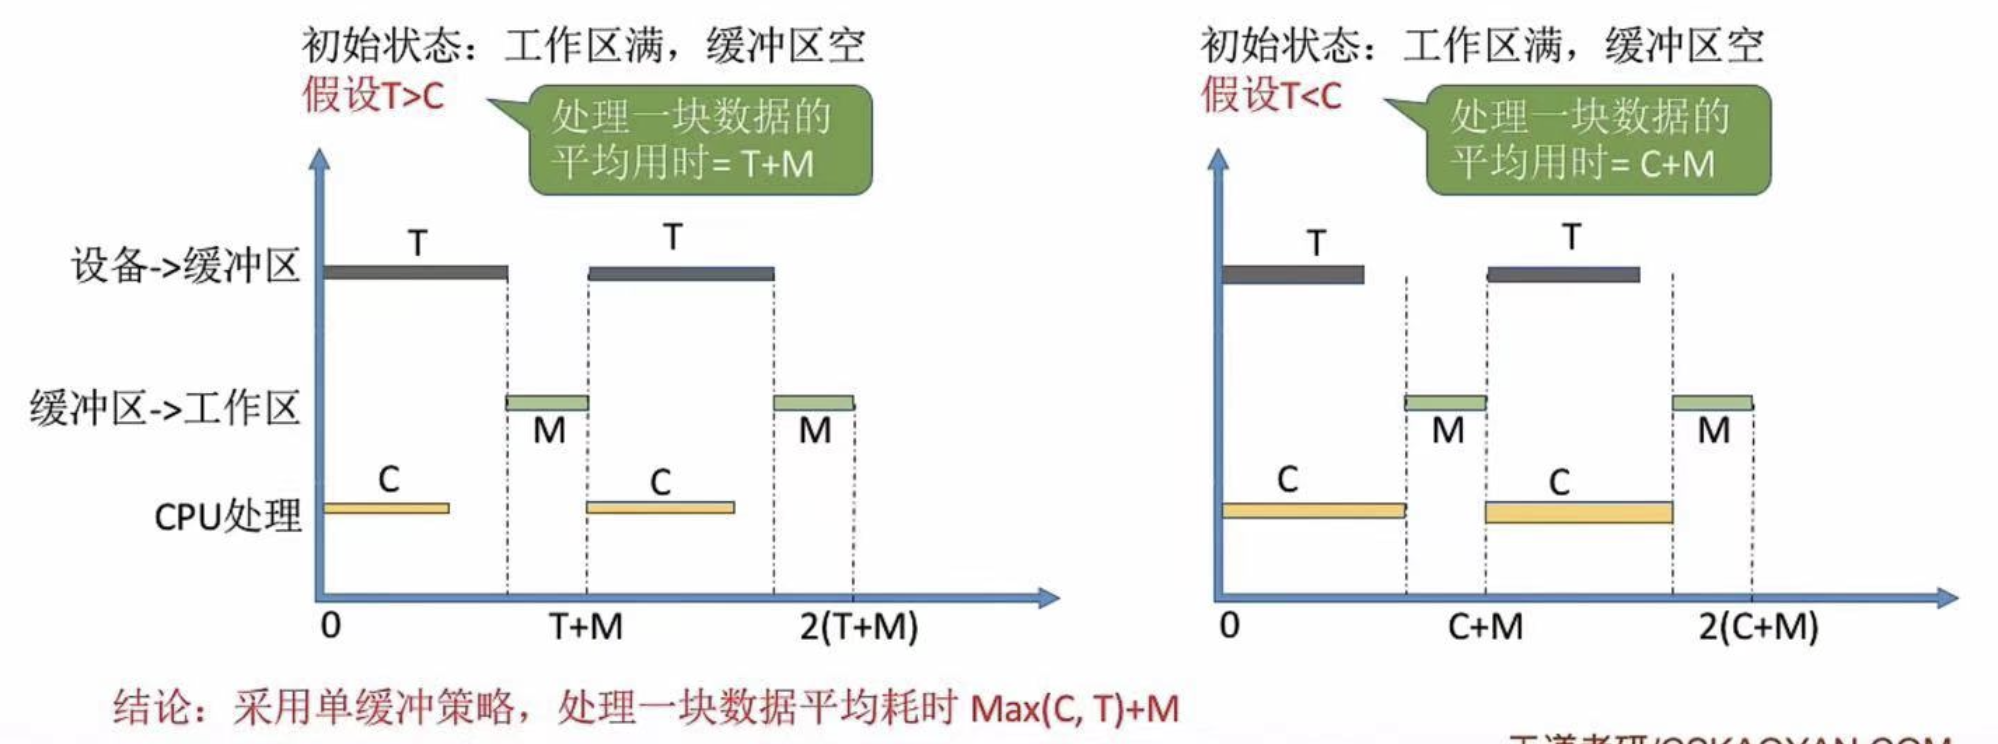 初始状态：工作区满，缓冲区空
假设T>C
处理一块数据的
平均用时= T+M
T
T
设备->缓冲区
缓冲区->工作区
M
M
C
C
CPU处理
0
T+M
2(T+M)
初始状态：工作区满，缓冲区空
假设T<C
处理一块数据的
平均用时= C+M
T
T
M
M
C
C
0
C+M
2(C+M)
结论：采用单缓冲策略，处理一块数据平均耗时 Max(C, T)+M